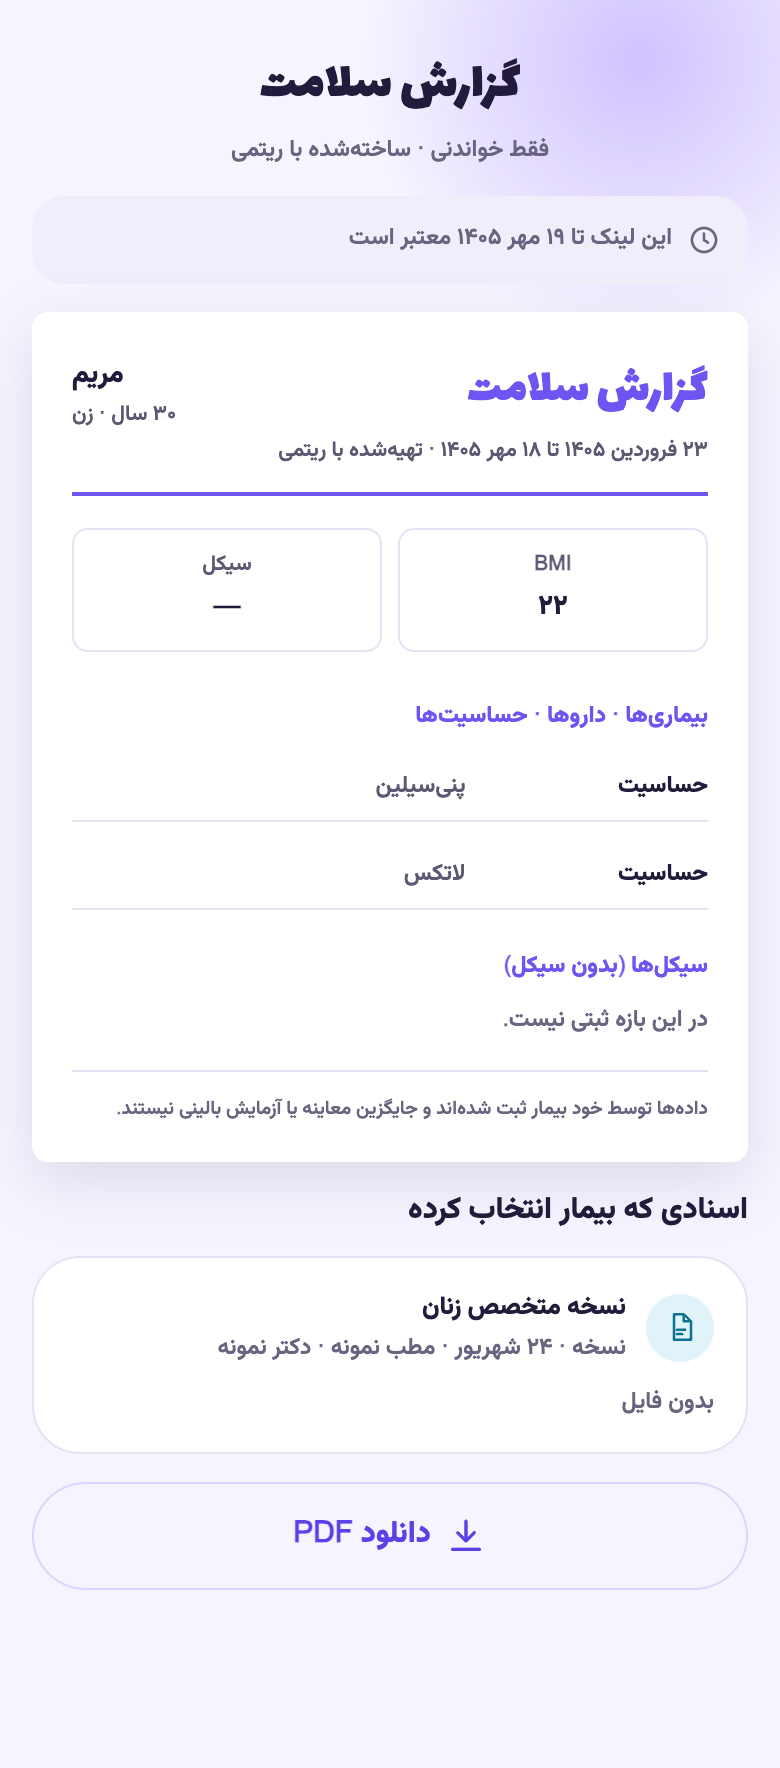 گزارش سلامت
فقط خواندنی · ساخته‌شده با ریتمی
این لینک تا ۱۹ مهر ۱۴۰۵ معتبر است
گزارش سلامت
مریم
۳۰ سال · زن
۲۳ فروردین ۱۴۰۵ تا ۱۸ مهر ۱۴۰۵ · تهیه‌شده با ریتمی
BMI
۲۲
سیکل
—
بیماری‌ها · داروها · حساسیت‌ها
حساسیت پنی‌سیلین
حساسیت لاتکس
سیکل‌ها (بدون سیکل)
در این بازه ثبتی نیست.
داده‌ها توسط خود بیمار ثبت شده‌اند و جایگزین معاینه یا آزمایش بالینی نیستند.
اسنادی که بیمار انتخاب کرده
نسخه متخصص زنان
نسخه · ۲۴ شهریور · مطب نمونه · دکتر نمونه
بدون فایل
دانلود PDF